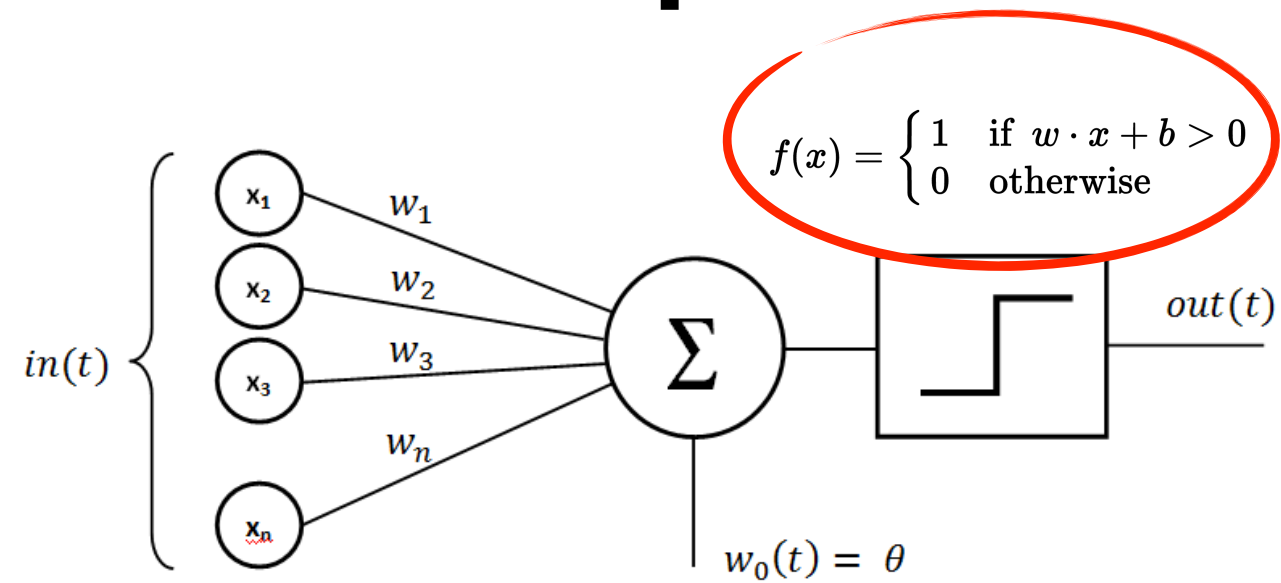 f(x) = { 1 if w · x + b > 0
0 otherwise
x₁
w₁
x₂
w₂
in(t)
x₃
w₃
Σ
out(t)
wₙ
xₙ
w₀(t) = θ